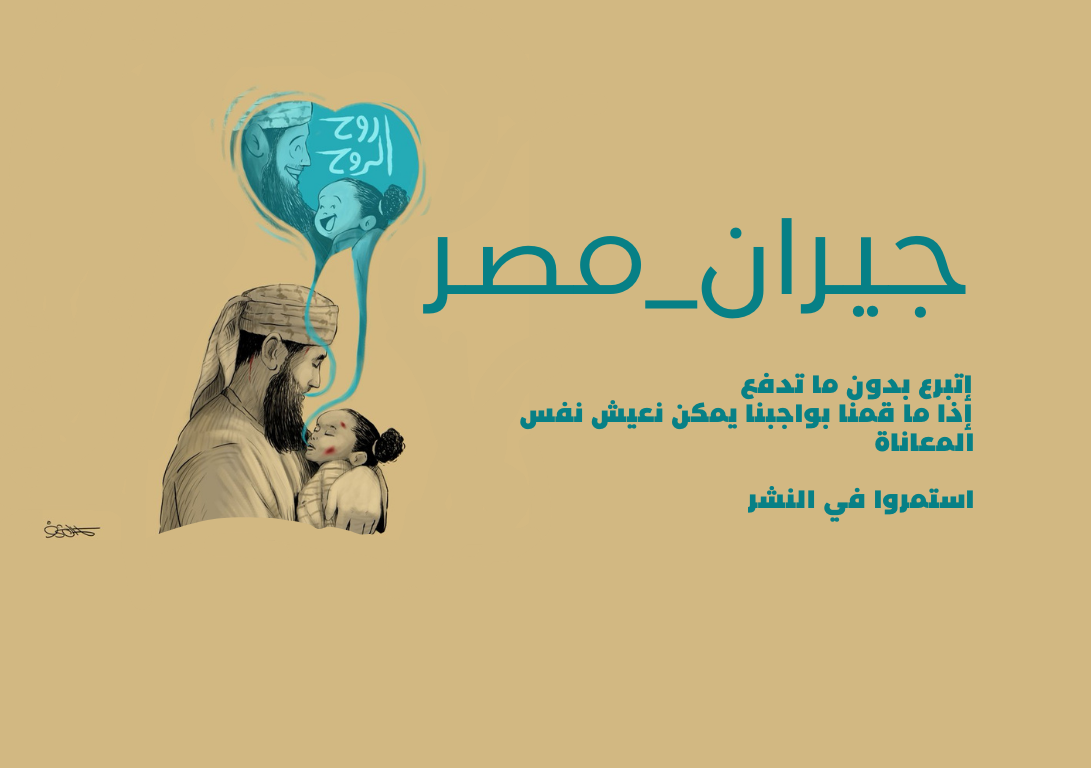 روح
الروح
جيران_مصر
إتبرع بدون ما تدفع
إذا ما قمنا بواجبنا يمكن نعيش نفس
المعاناة
استمروا في النشر